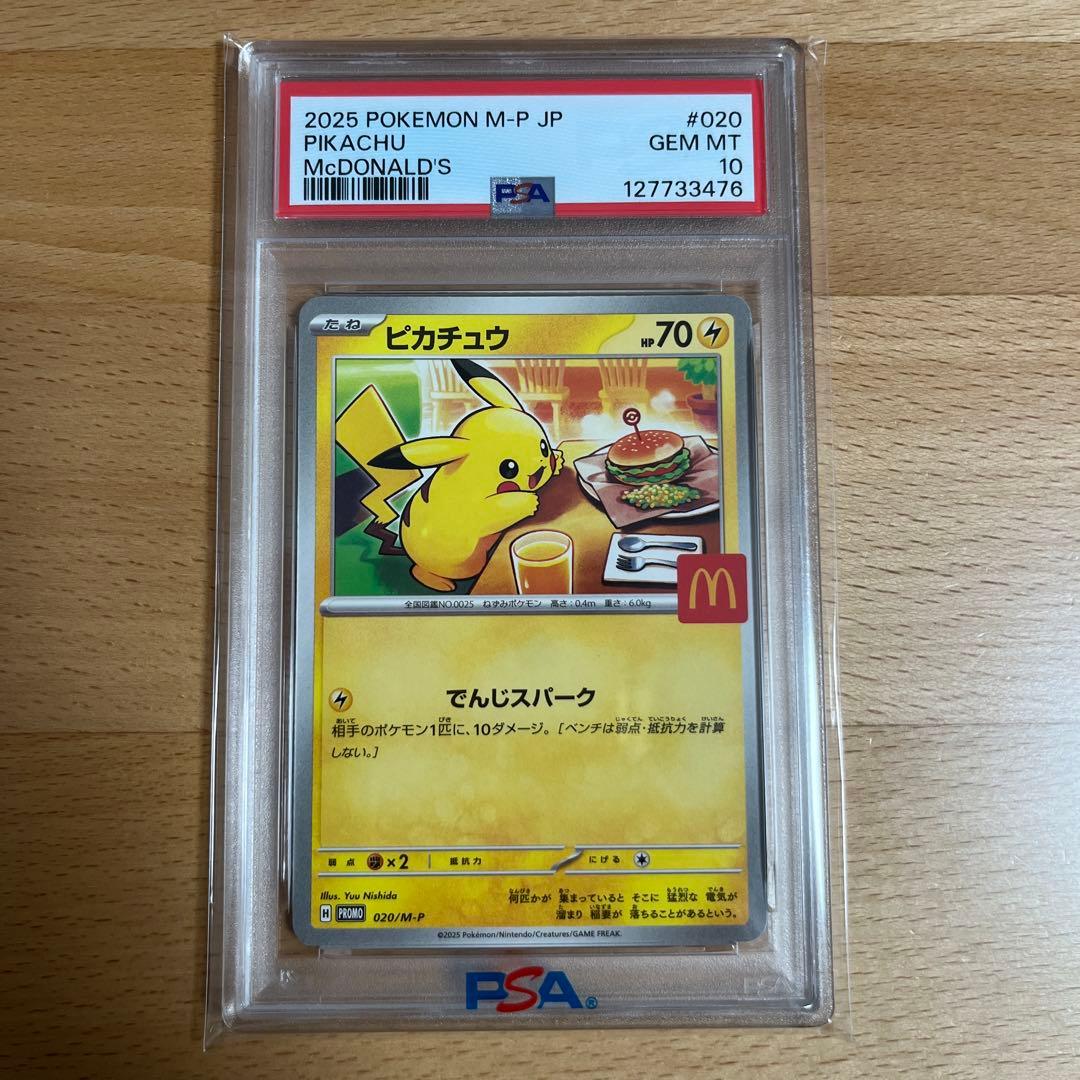 2025 POKEMON M-P JP #020
PIKACHU GEM MT
McDONALD'S 10
127733476
PSA
たね ピカチュウ HP70
M
全国図鑑NO.0025 ねずみポケモン 高さ:0.4m 重さ:6.0kg
でんじスパーク
相手のポケモン1匹に、10ダメージ。[ベンチは弱点・抵抗力を計算
しない。]
弱点 ×2 抵抗力 にげる
Illus. Yuu Nishida
何匹かが 集まっていると そこに 猛烈な 電気が
溜まり 稲妻が 落ちることがあるという。
H PROMO 020/M-P
©2025 Pokémon/Nintendo/Creatures/GAME FREAK.
PSA®